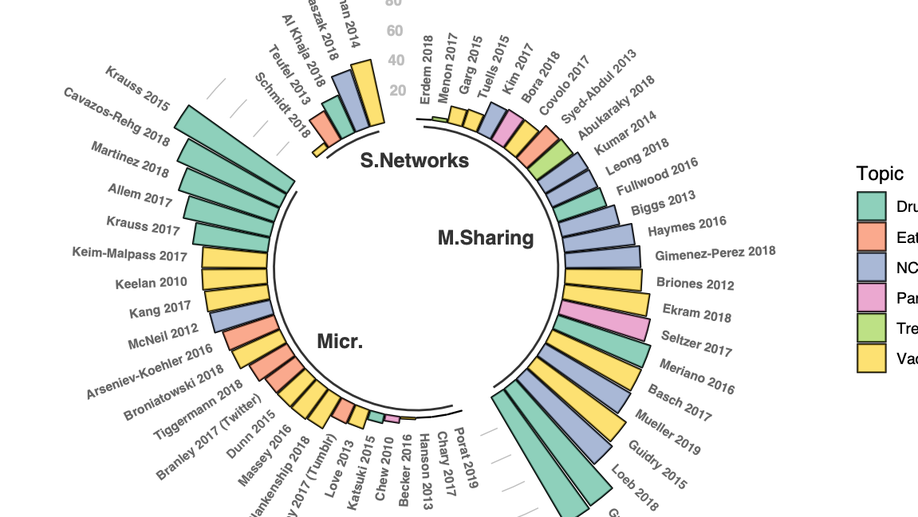 80
60
40
20
Erdem 2018
Menon 2017
Garg 2015
Tuells 2015
Kim 2017
Bora 2018
Covolo 2017
Syed-Abdul 2013
Abukaraky 2018
Kumar 2014
Leong 2018
Fullwood 2016
Biggs 2013
Haymes 2016
Gimenez-Perez 2018
Briones 2012
Ekram 2018
Seltzer 2017
Meriano 2016
Basch 2017
Mueller 2019
Guidry 2015
Loeb 2018
Porat 2019
Chary 2017
Hanson 2013
Becker 2016
Chew 2010
Katsuki 2015
Love 2013
2017 (Tumblr)
2018
Massey 2016
Dunn 2015
Branley 2017 (Twitter)
Tiggermann 2018
Broniatowski 2018
Arseniev-Koehler 2016
McNeil 2012
Kang 2017
Keelan 2010
Keim-Malpass 2017
Krauss 2017
Allem 2017
Martinez 2018
Cavazos-Rehg 2018
Krauss 2015
Schmidt 2018
Teufel 2013
Al Khaja 2018
2018
2014
S.Networks
M.Sharing
Micr.
Topic
Dru
Eat
NC
Par
Tre
Vac